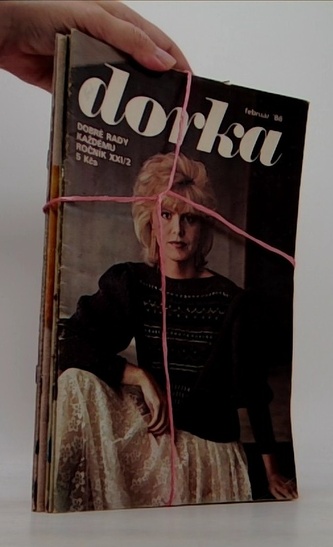 dorka
február '86
DOBRÉ RADY
KAŽDÉMU
ROČNÍK XXI/2
5 Kčs